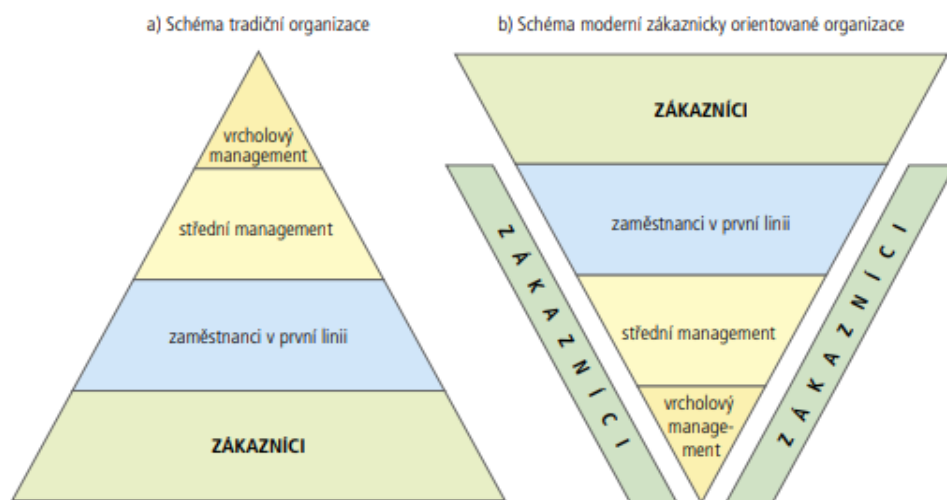 a) Schéma tradiční organizace
vrcholový
management
střední management
zaměstnanci v první linii
ZÁKAZNÍCI
b) Schéma moderní zákaznicky orientované organizace
ZÁKAZNÍCI
zaměstnanci v první linii
střední management
vrcholový
manage-
ment
ZÁKAZNÍCI
ZÁKAZNÍCI